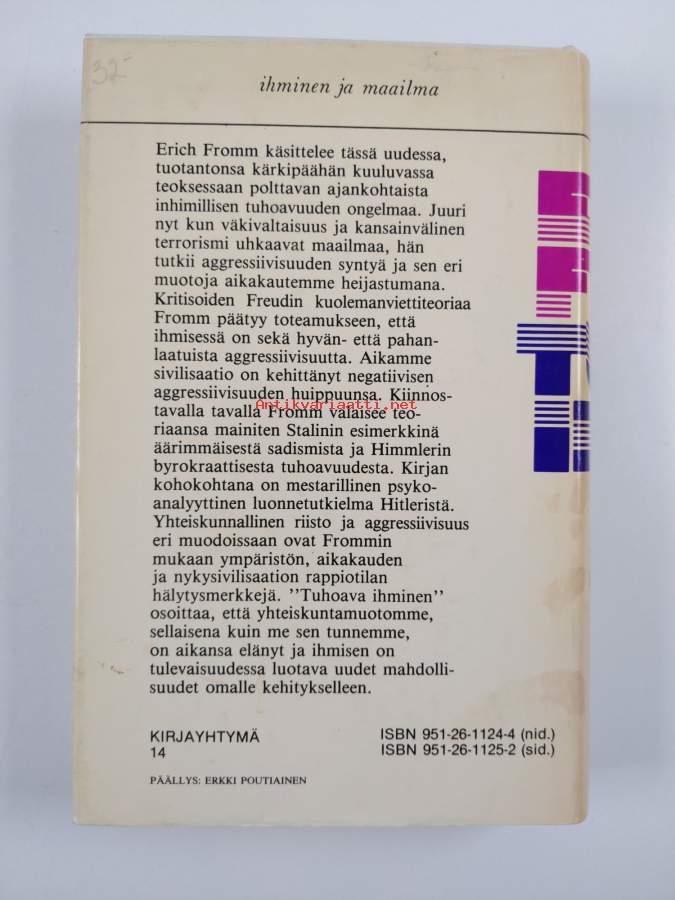 32-
ihminen ja maailma
Erich Fromm käsittelee tässä uudessa,
tuotantonsa kärkipäähän kuuluvassa
teoksessaan polttavan ajankohtaista
inhimillisen tuhoavuuden ongelmaa. Juuri
nyt kun väkivaltaisuus ja kansainvälinen
terrorismi uhkaavat maailmaa, hän
tutkii aggressiivisuuden syntyä ja sen eri
muotoja aikakautemme heijastumana.
Kritisoiden Freudin kuolemanviettiteoriaa
Fromm päätyy toteamukseen, että
ihmisessä on sekä hyvän- että pahan-
laatuista aggressiivisuutta. Aikamme
sivilisaatio on kehittänyt negatiivisen
aggressiivisuuden huippuunsa. Kiinnos-
Antikvariaatti.net
tavalla tavalla Fromm valaisee teo-
riaansa mainiten Stalinin esimerkkinä
äärimmäisestä sadismista ja Himmlerin
byrokraattisesta tuhoavuudesta. Kirjan
kohokohtana on mestarillinen psyko-
analyyttinen luonnetutkielma Hitleristä.
Yhteiskunnallinen riisto ja aggressiivisuus
eri muodoissaan ovat Frommin
mukaan ympäristön, aikakauden
ja nykysivilisaation rappiotilan
hälytysmerkkejä. ”Tuhoava ihminen”
osoittaa, että yhteiskuntamuotomme,
sellaisena kuin me sen tunnemme,
on aikansa elänyt ja ihmisen on
tulevaisuudessa luotava uudet mahdolli-
suudet omalle kehitykselleen.
KIRJAYHTYMÄ
14
ISBN 951-26-1124-4 (nid.)
ISBN 951-26-1125-2 (sid.)
PÄÄLLYS: ERKKI POUTIAINEN